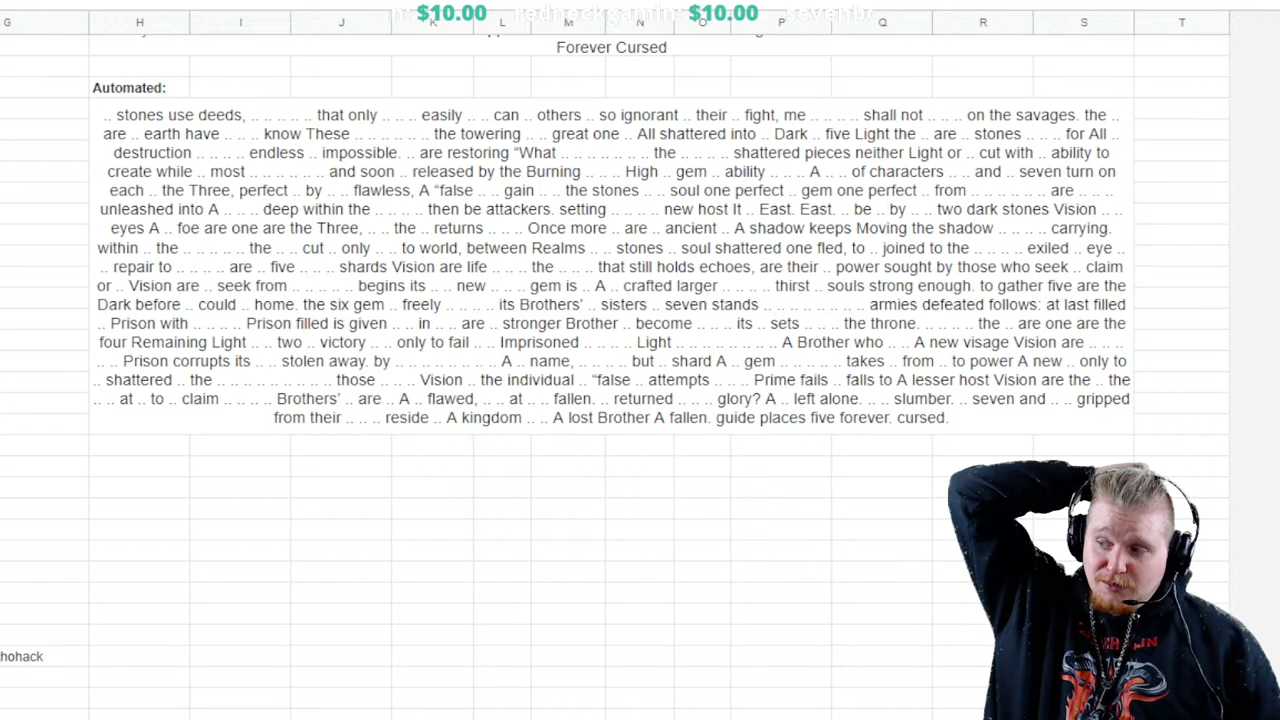 $10.00 redneckgamin: $10.00 sevenbc
G H I J K L M N O P Q R S T
Forever Cursed
Automated:
.. stones use deeds, .. .. .. .. .. that only .. .. .. easily .. .. can .. others .. so ignorant .. their .. fight, me .. .. .. .. shall not .. .. on the savages. the ..
are .. earth have .. .. .. know These .. .. .. .. .. the towering .. .. great one .. All shattered into .. Dark .. five Light the .. are .. stones .. .. .. for All ..
destruction .. .. .. .. endless .. impossible. .. are restoring “What .. .. .. .. .. .. the .. .. .. .. shattered pieces neither Light or .. cut with .. ability to
create while .. most .. .. .. .. .. and soon .. released by the Burning .. .. .. High .. gem .. ability .. .. .. A .. .. of characters .. .. and .. seven turn on
each .. the Three, perfect .. by .. .. flawless, A “false .. .. gain .. .. the stones .. .. soul one perfect .. gem one perfect .. from .. .. .. .. are .. ..
unleashed into A .. .. .. deep within the .. .. .. .. then be attackers. setting .. .. .. .. new host It .. East. East. .. be .. by .. .. two dark stones Vision .. ..
eyes A .. foe are one are the Three, .. .. the .. returns .. .. Once more .. are .. ancient .. A shadow keeps Moving the shadow .. .. .. .. carrying.
within .. the .. .. .. .. the .. .. cut .. only .. .. to world, between Realms .. .. stones .. soul shattered one fled, to .. joined to the .. .. .. .. exiled .. eye ..
.. repair to .. .. .. .. are .. five .. .. .. shards Vision are life .. .. .. the .. .. .. that still holds echoes, are their .. power sought by those who seek .. claim
or .. Vision are .. seek from .. .. .. .. begins its .. .. new .. .. gem is .. A .. crafted larger .. .. .. .. thirst .. souls strong enough. to gather five are the
Dark before .. could .. home. the six gem .. freely .. .. .. its Brothers’ .. sisters .. seven stands .. .. .. .. .. .. .. .. armies defeated follows: at last filled
.. Prison with .. .. .. .. Prison filled is given .. .. in .. .. are .. stronger Brother .. become .. .. .. its .. sets .. .. .. the throne. .. .. .. .. the .. are one are the
four Remaining Light .. .. two .. victory .. .. only to fail .. .. Imprisoned .. .. .. Light .. .. .. .. .. .. .. A Brother who .. .. A new visage Vision are .. ..
.. .. Prison corrupts its .. .. stolen away. by .. .. .. .. .. .. .. .. A .. name, .. .. .. .. but .. shard A .. gem .. .. .. .. .. takes .. from .. to power A new .. only to
.. shattered .. the .. .. .. .. .. .. .. .. .. those .. .. Vision .. the individual .. “false .. attempts .. .. .. Prime fails .. falls to A lesser host Vision are the .. the
.. .. at .. to .. claim .. .. .. .. Brothers’ .. are .. A .. flawed, .. .. at .. .. fallen. .. returned .. .. glory? A .. left alone. .. .. slumber. .. seven and .. .. gripped
from their .. .. .. reside .. A kingdom .. .. A lost Brother A fallen. guide places five forever. cursed.
hohack